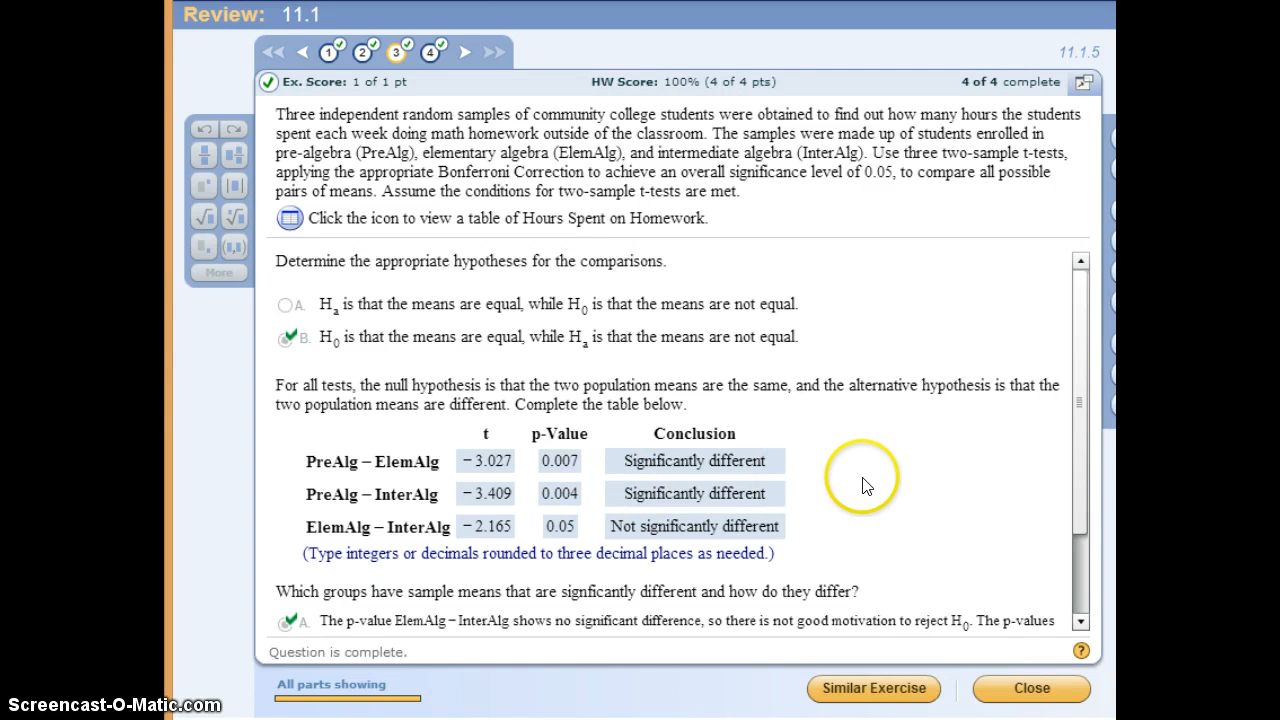 Review: 11.1
1 2 3 4
11.1.5
Ex. Score: 1 of 1 pt HW Score: 100% (4 of 4 pts) 4 of 4 complete
Three independent random samples of community college students were obtained to find out how many hours the students
spent each week doing math homework outside of the classroom. The samples were made up of students enrolled in
pre-algebra (PreAlg), elementary algebra (ElemAlg), and intermediate algebra (InterAlg). Use three two-sample t-tests,
applying the appropriate Bonferroni Correction to achieve an overall significance level of 0.05, to compare all possible
pairs of means. Assume the conditions for two-sample t-tests are met.
Click the icon to view a table of Hours Spent on Homework.
More
Determine the appropriate hypotheses for the comparisons.
A. Ha is that the means are equal, while H0 is that the means are not equal.
B. H0 is that the means are equal, while Ha is that the means are not equal.
For all tests, the null hypothesis is that the two population means are the same, and the alternative hypothesis is that the
two population means are different. Complete the table below.
t p-Value Conclusion
PreAlg − ElemAlg −3.027 0.007 Significantly different
PreAlg − InterAlg −3.409 0.004 Significantly different
ElemAlg − InterAlg −2.165 0.05 Not significantly different
(Type integers or decimals rounded to three decimal places as needed.)
Which groups have sample means that are signficantly different and how do they differ?
A. The p-value ElemAlg − InterAlg shows no significant difference, so there is not good motivation to reject H0. The p-values
Question is complete.
?
All parts showing
Similar Exercise Close
Screencast-O-Matic.com